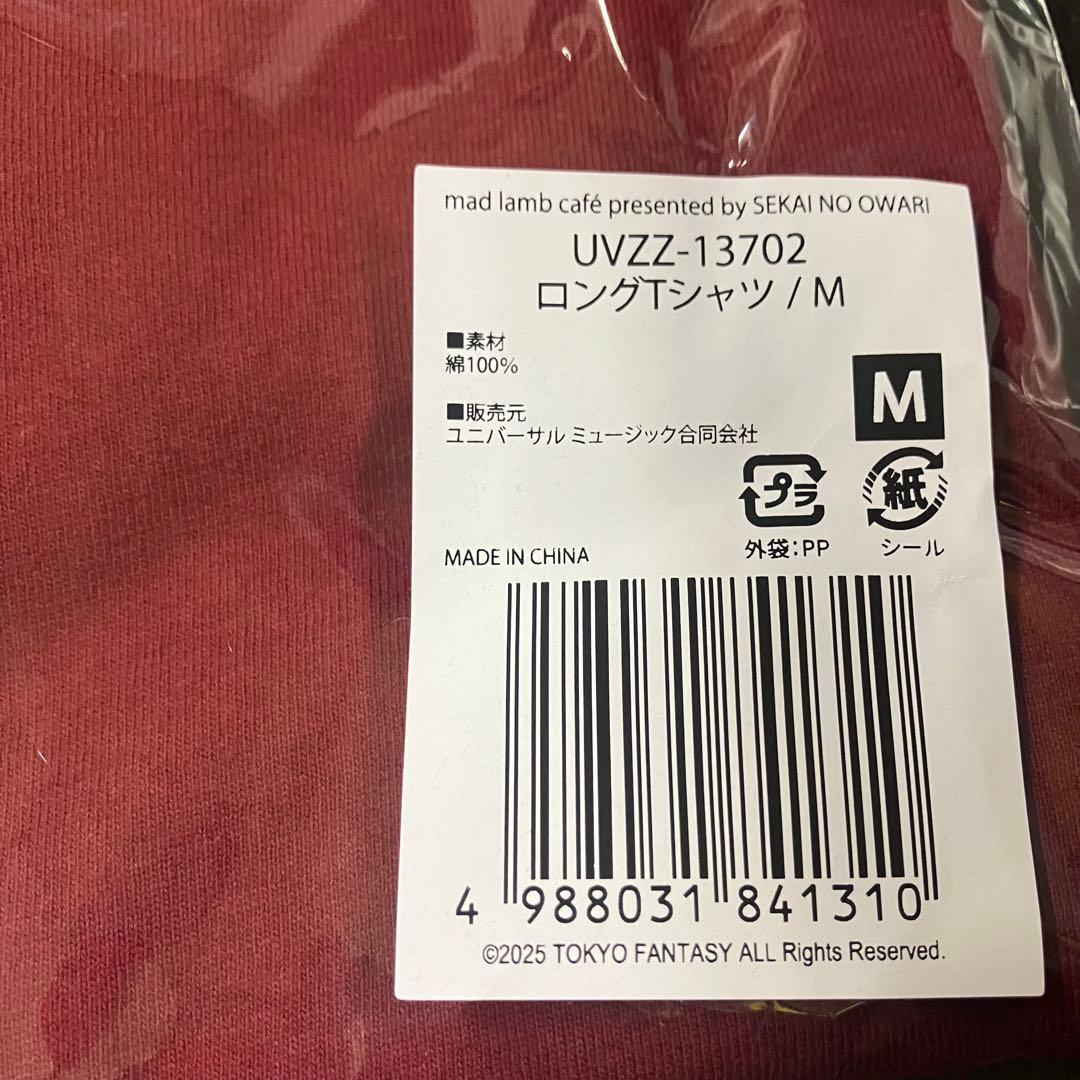 mad lamb café presented by SEKAI NO OWARI
UVZZ-13702
ロングTシャツ / M
■素材
綿100%
■販売元
ユニバーサル ミュージック合同会社
M
プラ
紙
外袋:PP
シール
MADE IN CHINA
4 988031 841310
©2025 TOKYO FANTASY ALL Rights Reserved.